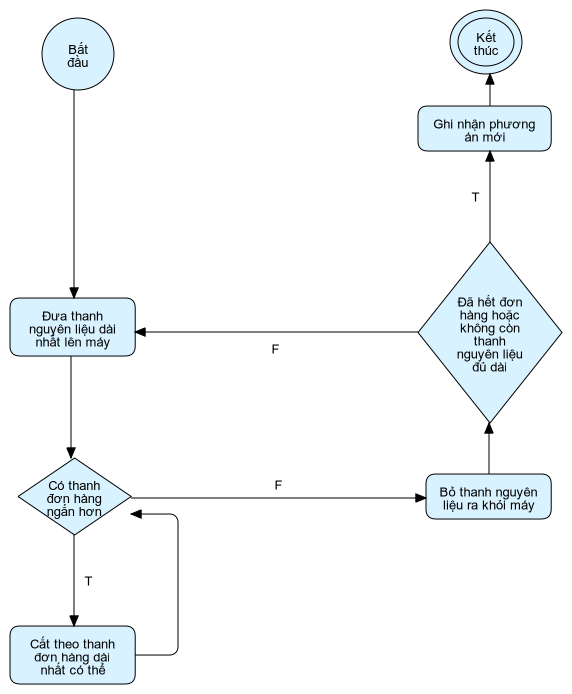 Bất
đầu
Kết
thúc
Ghi nhận phương
án mới
T
Đã hết đơn
hàng hoặc
không còn
thanh
nguyên liệu
đủ dài
Đưa thanh
nguyên liệu dài
nhất lên máy
F
Có thanh
đơn hàng
ngắn hơn
F
Bỏ thanh nguyên
liệu ra khỏi máy
T
Cắt theo thanh
đơn hàng dài
nhất có thể